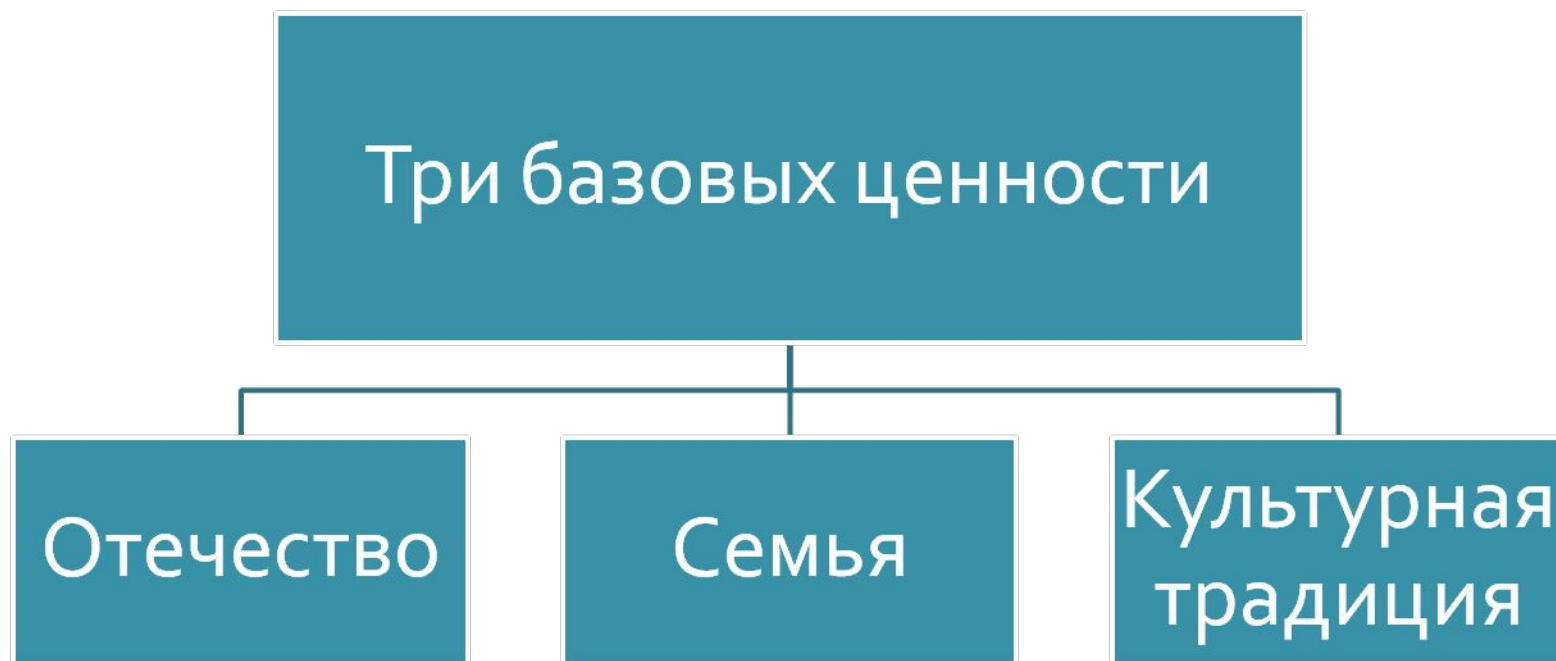 Три базовых ценности
Отечество
Семья
Культурная
традиция